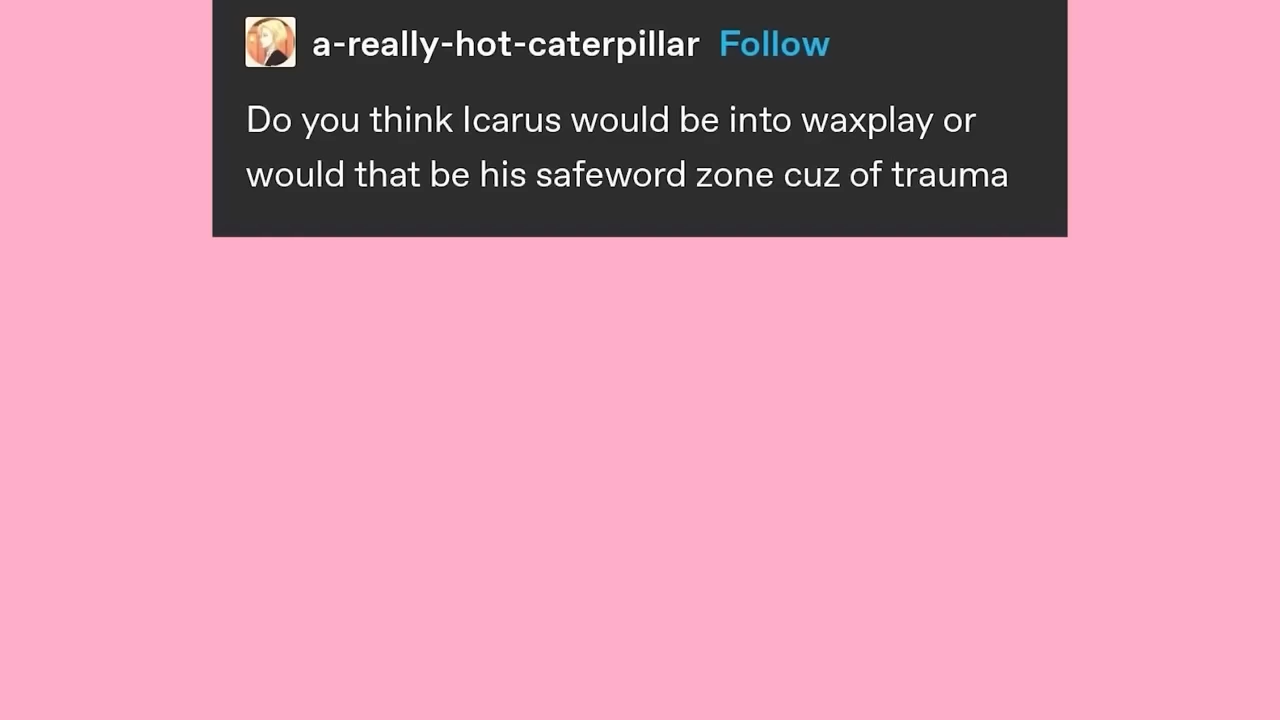 a-really-hot-caterpillar Follow
Do you think Icarus would be into waxplay or
would that be his safeword zone cuz of trauma